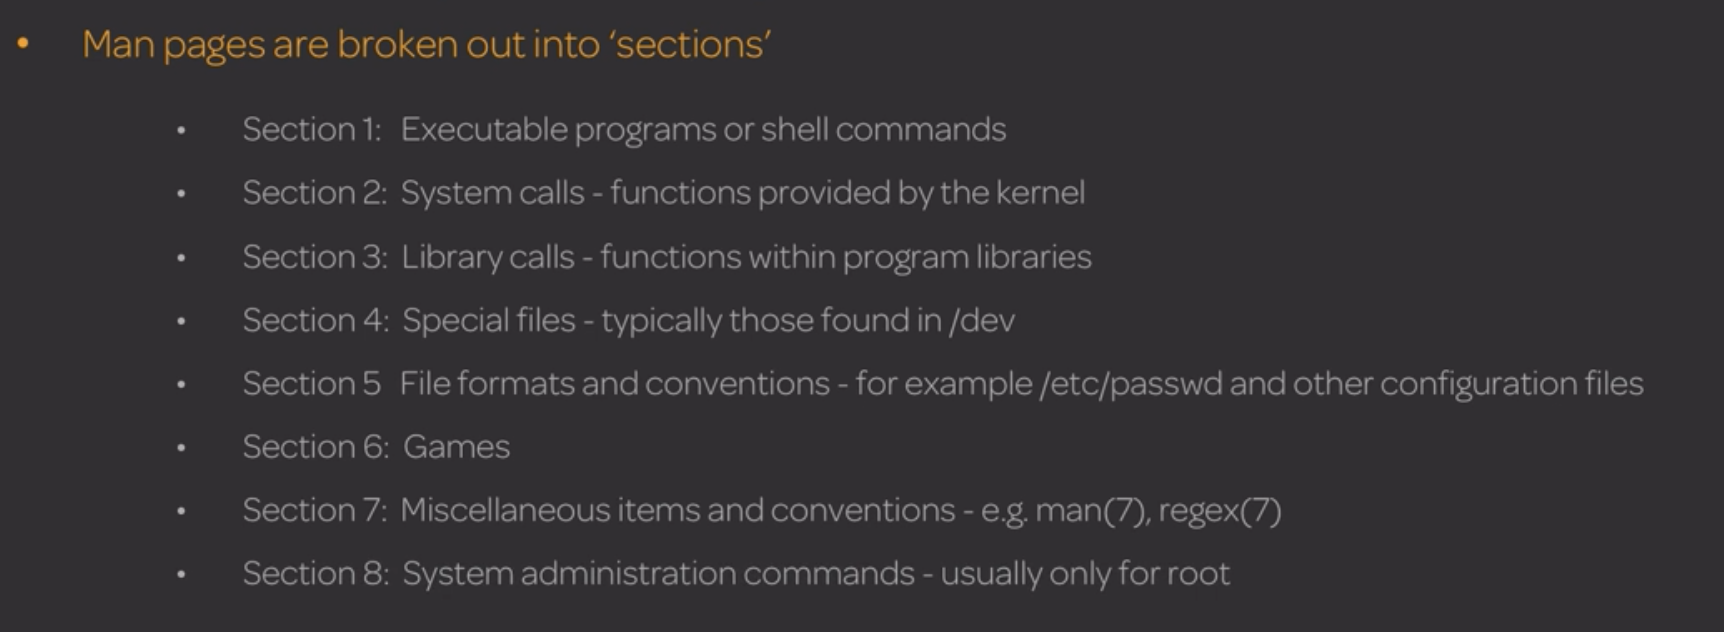 • Man pages are broken out into ‘sections’
• Section 1: Executable programs or shell commands
• Section 2: System calls - functions provided by the kernel
• Section 3: Library calls - functions within program libraries
• Section 4: Special files - typically those found in /dev
• Section 5 File formats and conventions - for example /etc/passwd and other configuration files
• Section 6: Games
• Section 7: Miscellaneous items and conventions - e.g. man(7), regex(7)
• Section 8: System administration commands - usually only for root